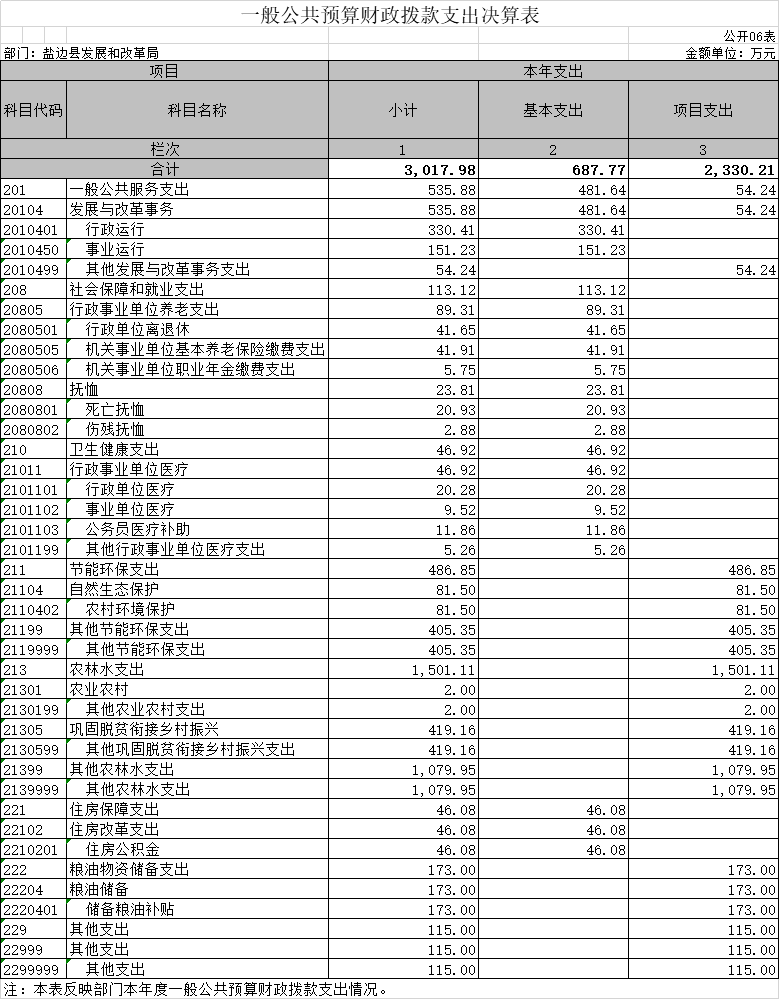 一般公共预算财政拨款支出决算表
公开06表
部门：盐边县发展和改革局 金额单位：万元
项目 本年支出
科目代码 科目名称 小计 基本支出 项目支出
栏次 1 2 3
合计 3,017.98 687.77 2,330.21
201 一般公共服务支出 535.88 481.64 54.24
20104 发展与改革事务 535.88 481.64 54.24
2010401 行政运行 330.41 330.41
2010450 事业运行 151.23 151.23
2010499 其他发展与改革事务支出 54.24 54.24
208 社会保障和就业支出 113.12 113.12
20805 行政事业单位养老支出 89.31 89.31
2080501 行政单位离退休 41.65 41.65
2080505 机关事业单位基本养老保险缴费支出 41.91 41.91
2080506 机关事业单位职业年金缴费支出 5.75 5.75
20808 抚恤 23.81 23.81
2080801 死亡抚恤 20.93 20.93
2080802 伤残抚恤 2.88 2.88
210 卫生健康支出 46.92 46.92
21011 行政事业单位医疗 46.92 46.92
2101101 行政单位医疗 20.28 20.28
2101102 事业单位医疗 9.52 9.52
2101103 公务员医疗补助 11.86 11.86
2101199 其他行政事业单位医疗支出 5.26 5.26
211 节能环保支出 486.85 486.85
21104 自然生态保护 81.50 81.50
2110402 农村环境保护 81.50 81.50
21199 其他节能环保支出 405.35 405.35
2119999 其他节能环保支出 405.35 405.35
213 农林水支出 1,501.11 1,501.11
21301 农业农村 2.00 2.00
2130199 其他农业农村支出 2.00 2.00
21305 巩固脱贫衔接乡村振兴 419.16 419.16
2130599 其他巩固脱贫衔接乡村振兴支出 419.16 419.16
21399 其他农林水支出 1,079.95 1,079.95
2139999 其他农林水支出 1,079.95 1,079.95
221 住房保障支出 46.08 46.08
22102 住房改革支出 46.08 46.08
2210201 住房公积金 46.08 46.08
222 粮油物资储备支出 173.00 173.00
22204 粮油储备 173.00 173.00
2220401 储备粮油补贴 173.00 173.00
229 其他支出 115.00 115.00
22999 其他支出 115.00 115.00
2299999 其他支出 115.00 115.00
注：本表反映部门本年度一般公共预算财政拨款支出情况。